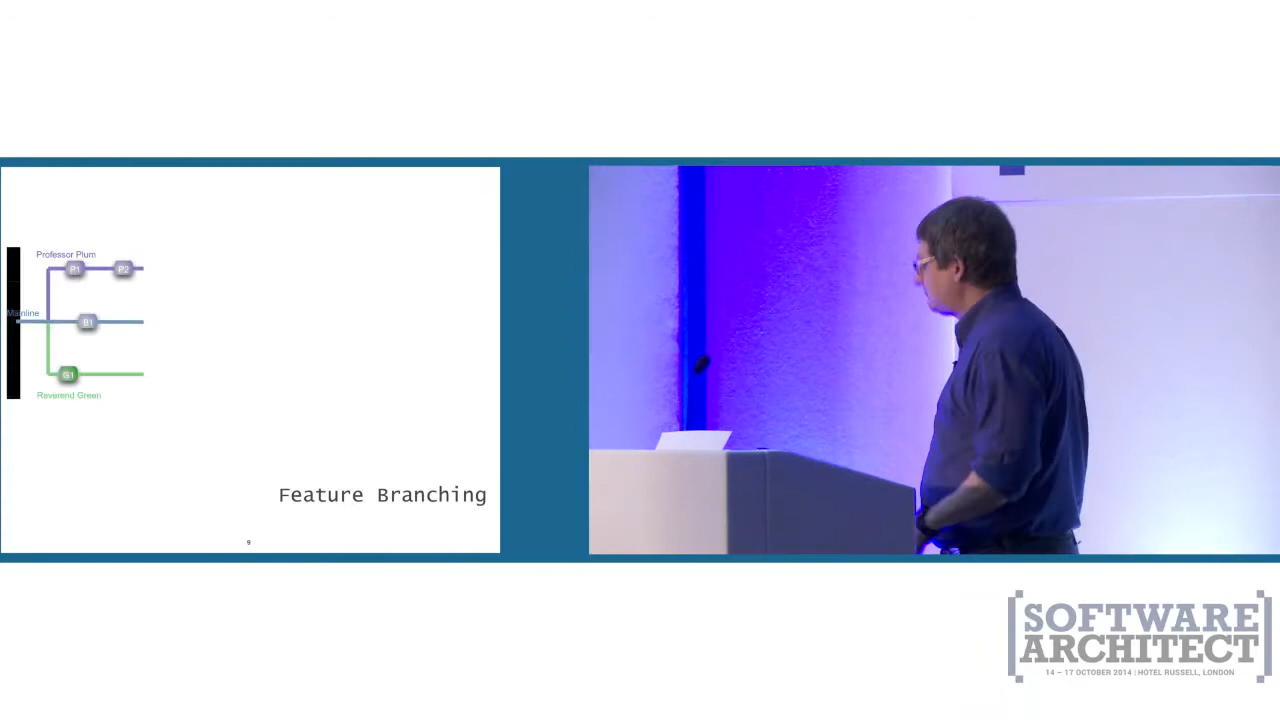 Professor Plum
P1
P2
Mainline
B1
G1
Reverend Green
Feature Branching
9
[SOFTWARE
ARCHITECT]
14 – 17 OCTOBER 2014 | HOTEL RUSSELL, LONDON